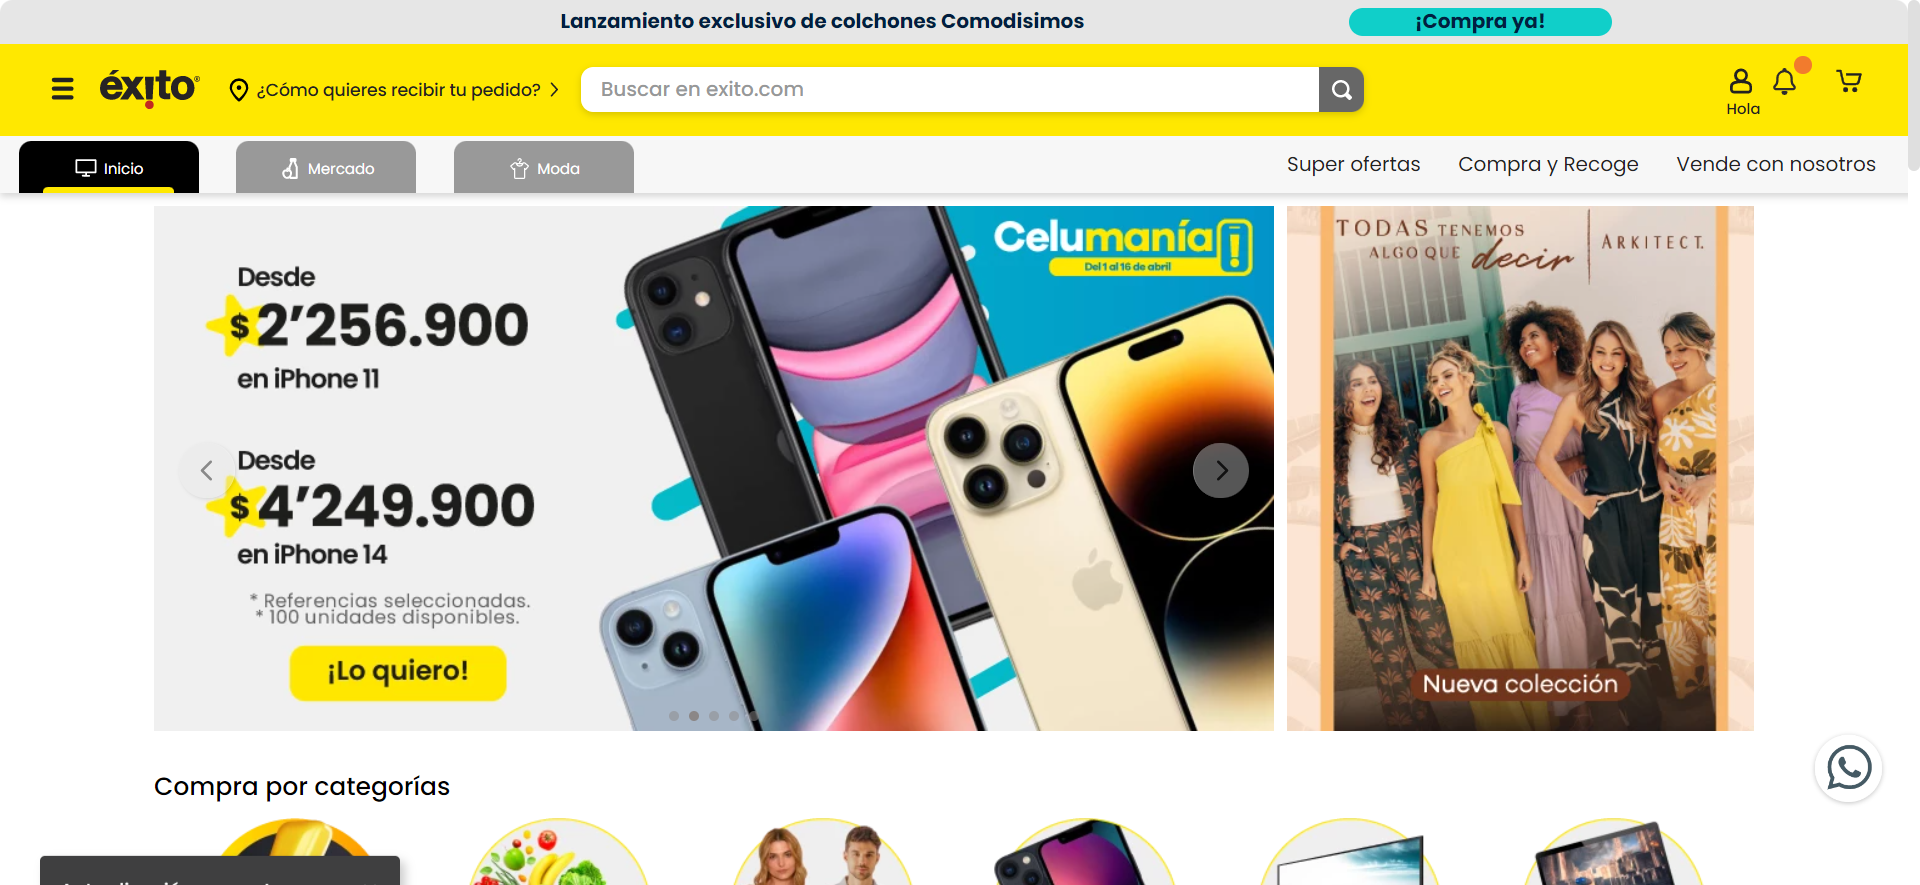 Lanzamiento exclusivo de colchones Comodisimos
¡Compra ya!
éxito
¿Cómo quieres recibir tu pedido?
Buscar en exito.com
Hola
Inicio
Mercado
Moda
Super ofertas
Compra y Recoge
Vende con nosotros
Desde
$ 2'256.900
en iPhone 11
Desde
$ 4'249.900
en iPhone 14
* Referencias seleccionadas.
* 100 unidades disponibles.
¡Lo quiero!
Celumanía
Del 1 al 16 de abril
TODAS TENEMOS
ALGO QUE decir
ARKITECT.
Nueva colección
Compra por categorías